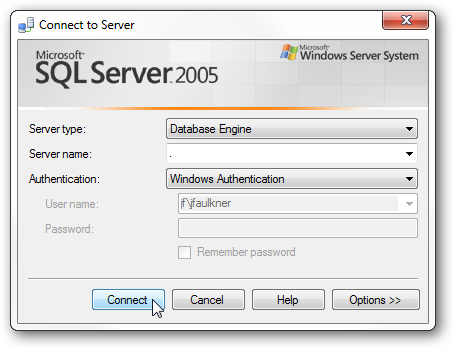 Connect to Server
Microsoft
SQL Server 2005
Microsoft
Windows Server System
Server type: Database Engine
Server name: .
Authentication: Windows Authentication
User name: jf\jfaulkner
Password:
Remember password
Connect Cancel Help Options >>